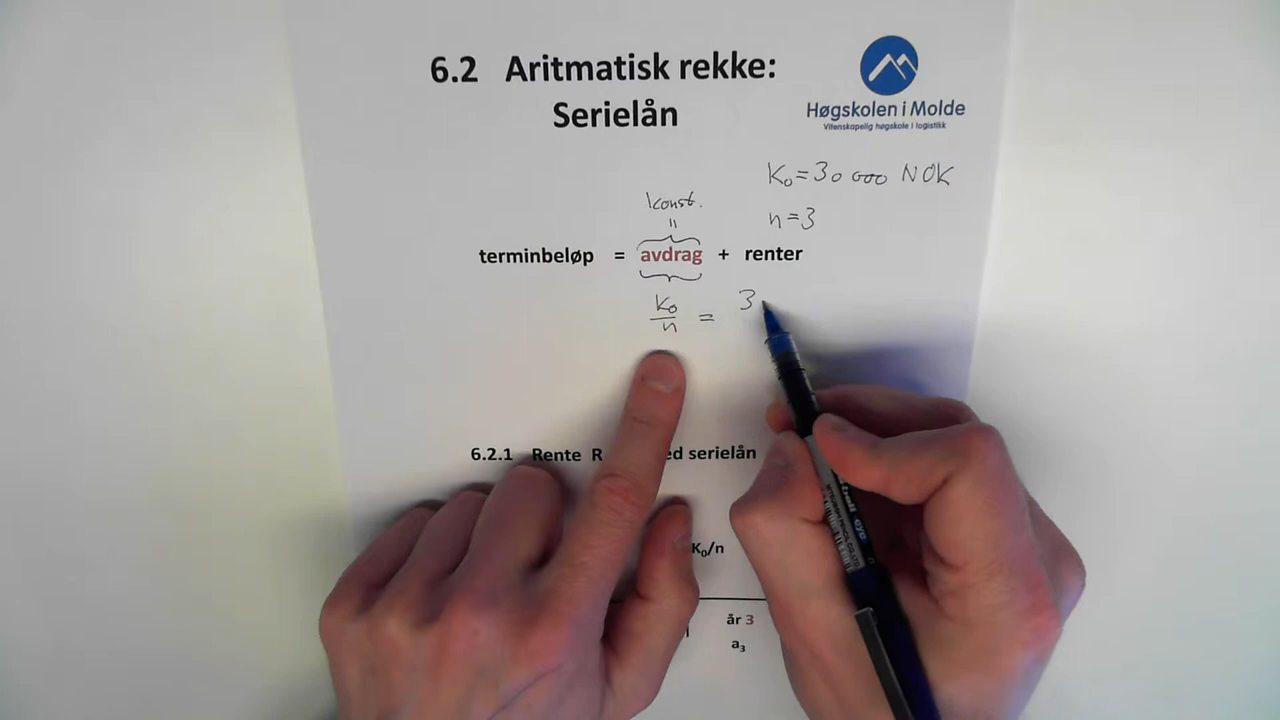 6.2 Aritmatisk rekke:
Serielån
Høgskolen i Molde
Vitenskapelig høgskole i logistikk
K₀ = 30 000 NOK
n = 3
konst.
=
terminbeløp = avdrag + renter
K₀/n = 3
6.2.1 Rente R ed serielån
K₀/n
år 3
a₃